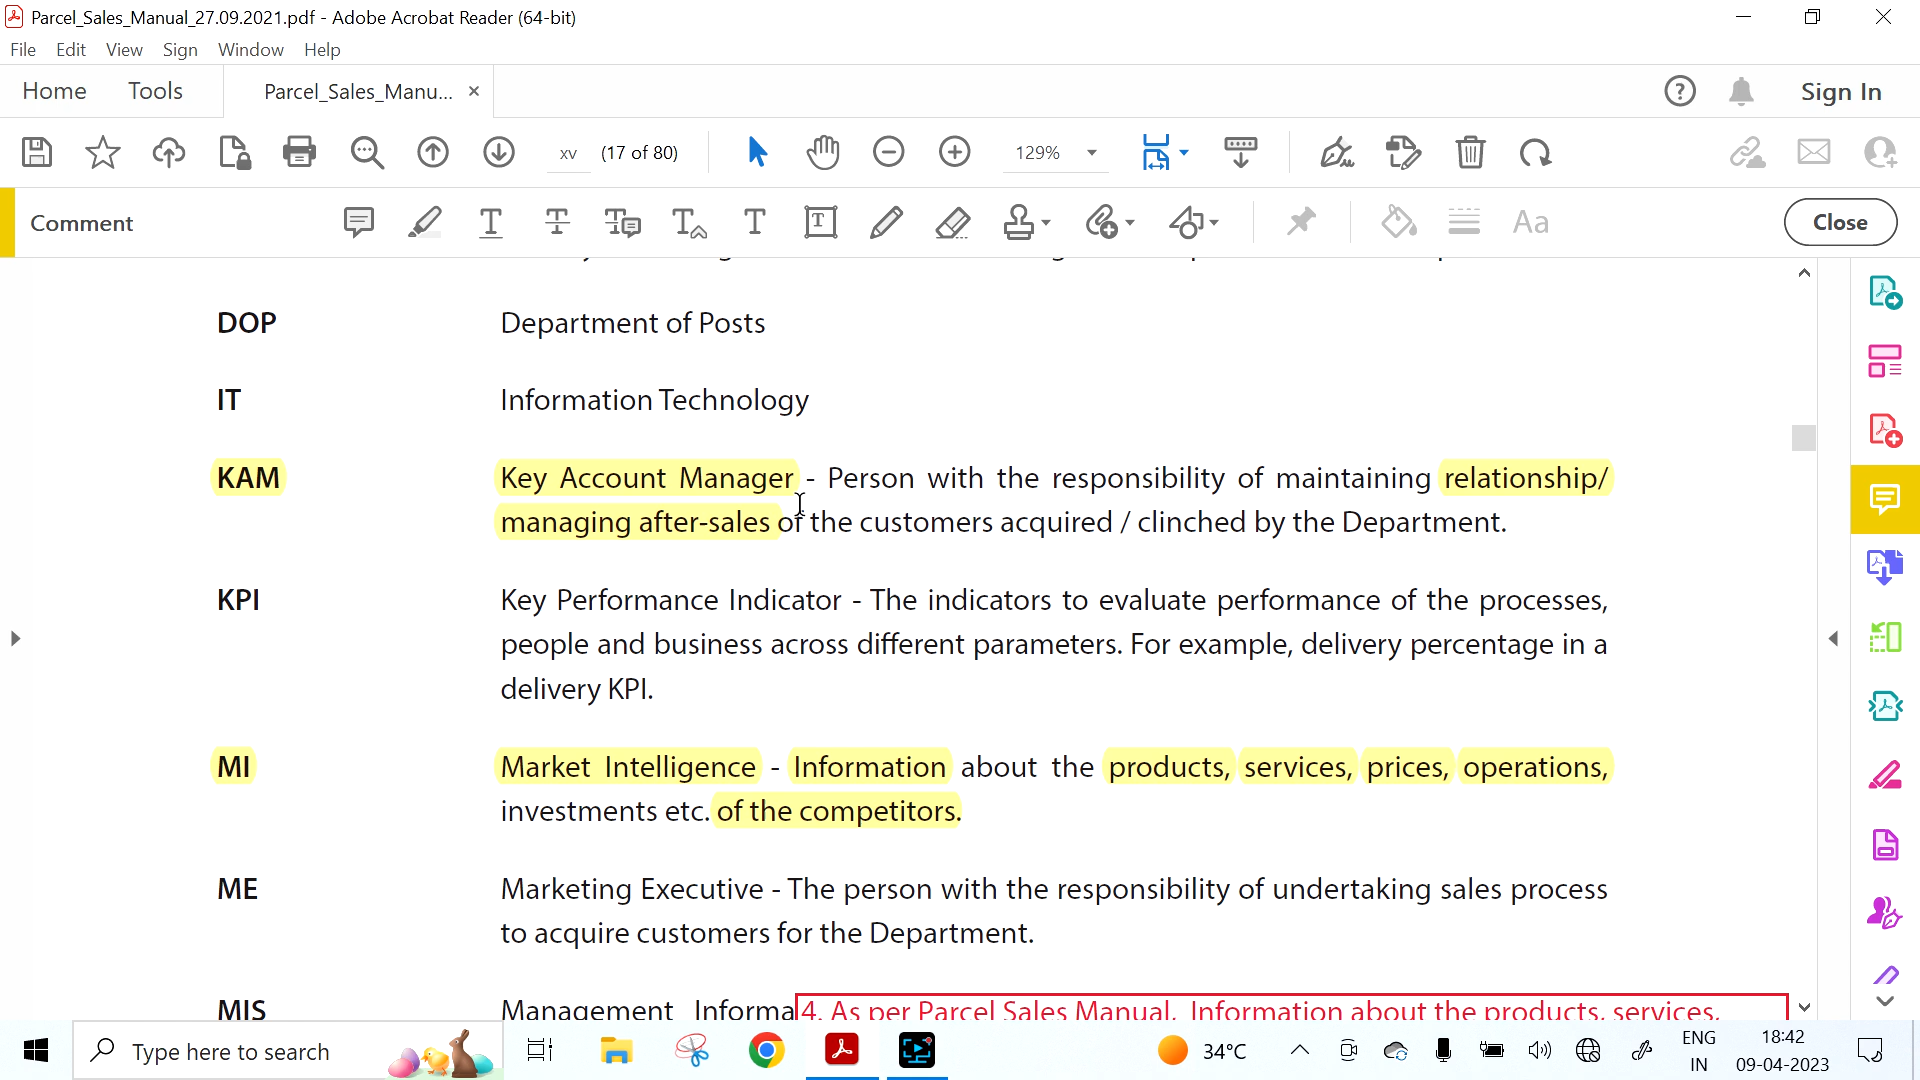 Parcel_Sales_Manual_27.09.2021.pdf - Adobe Acrobat Reader (64-bit)
File Edit View Sign Window Help
Home Tools Parcel_Sales_Manu... × Sign In
xv (17 of 80) 129%
Comment Aa Close
DOP Department of Posts
IT Information Technology
KAM Key Account Manager - Person with the responsibility of maintaining relationship/
managing after-sales of the customers acquired / clinched by the Department.
KPI Key Performance Indicator - The indicators to evaluate performance of the processes,
people and business across different parameters. For example, delivery percentage in a
delivery KPI.
MI Market Intelligence - Information about the products, services, prices, operations,
investments etc. of the competitors.
ME Marketing Executive - The person with the responsibility of undertaking sales process
to acquire customers for the Department.
MIS Management Informa
4. As per Parcel Sales Manual, Information about the products, services,
Type here to search 34°C ENG 18:42
IN 09-04-2023